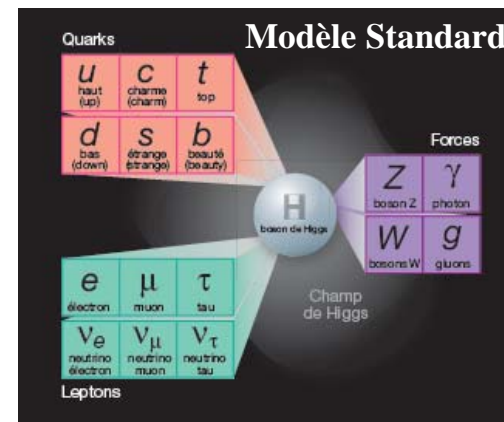 Modèle Standard
Quarks
u c t
haut charme top
(up) (charm)
d s b
bas étrange beauté
(down) (strange) (beauty)
Forces
Z γ
boson Z photon
W g
bosons W gluons
H
boson de Higgs
Champ
de Higgs
e μ τ
électron muon tau
νe νμ ντ
neutrino neutrino neutrino
électron muon tau
Leptons